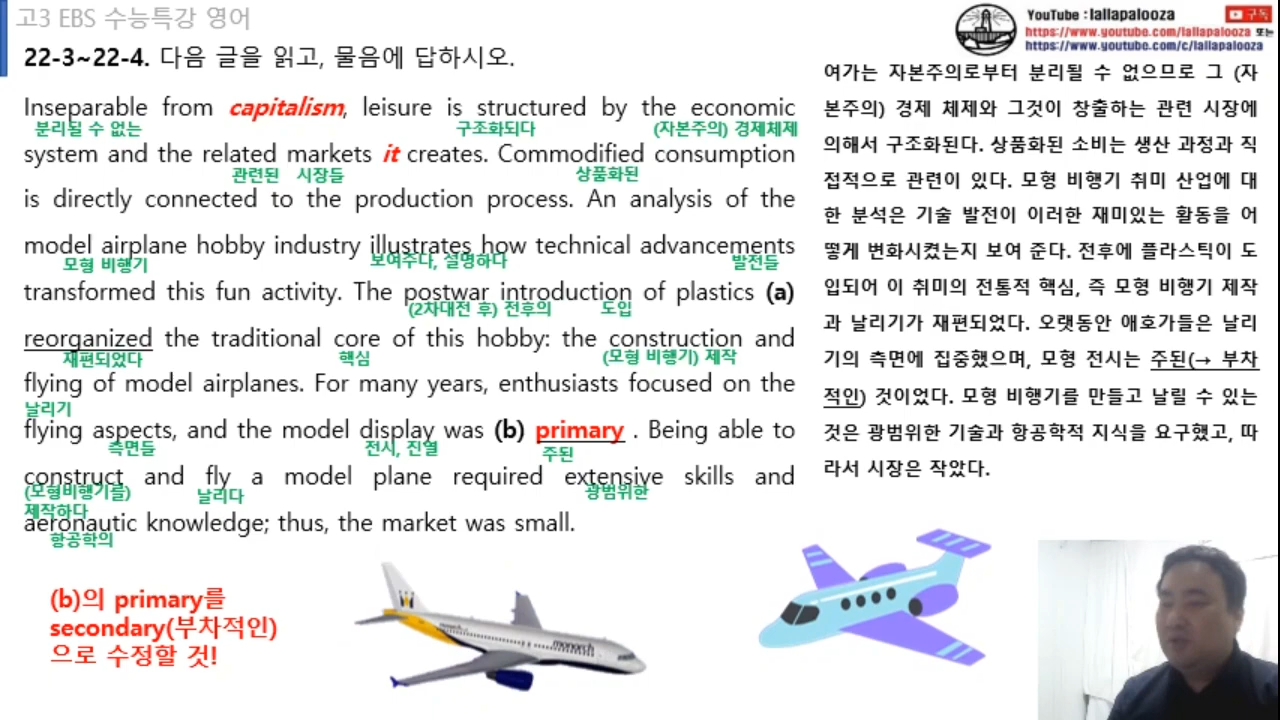 고3 EBS 수능특강 영어
22-3~22-4. 다음 글을 읽고, 물음에 답하시오.
Inseparable from capitalism, leisure is structured by the economic
분리될 수 없는 구조화되다 (자본주의) 경제체제
system and the related markets it creates. Commodified consumption
관련된 시장들 상품화된
is directly connected to the production process. An analysis of the
model airplane hobby industry illustrates how technical advancements
모형 비행기 보여주다, 설명하다 발전들
transformed this fun activity. The postwar introduction of plastics (a)
(2차대전 후) 전후의 도입
reorganized the traditional core of this hobby: the construction and
재편되었다 핵심 (모형 비행기) 제작
flying of model airplanes. For many years, enthusiasts focused on the
날리기
flying aspects, and the model display was (b) primary . Being able to
측면들 전시, 진열 주된
construct and fly a model plane required extensive skills and
(모형비행기를) 날리다 광범위한
제작하다
aeronautic knowledge; thus, the market was small.
항공학의
(b)의 primary를
secondary(부차적인)
으로 수정할 것!
monarch
YouTube : lallapalooza
구독
https://www.youtube.com/lallapalooza 또는
https://www.youtube.com/c/lallapalooza
여가는 자본주의로부터 분리될 수 없으므로 그 (자
본주의) 경제 체제와 그것이 창출하는 관련 시장에
의해서 구조화된다. 상품화된 소비는 생산 과정과 직
접적으로 관련이 있다. 모형 비행기 취미 산업에 대
한 분석은 기술 발전이 이러한 재미있는 활동을 어
떻게 변화시켰는지 보여 준다. 전후에 플라스틱이 도
입되어 이 취미의 전통적 핵심, 즉 모형 비행기 제작
과 날리기가 재편되었다. 오랫동안 애호가들은 날리
기의 측면에 집중했으며, 모형 전시는 주된(→ 부차
적인) 것이었다. 모형 비행기를 만들고 날릴 수 있는
것은 광범위한 기술과 항공학적 지식을 요구했고, 따
라서 시장은 작았다.